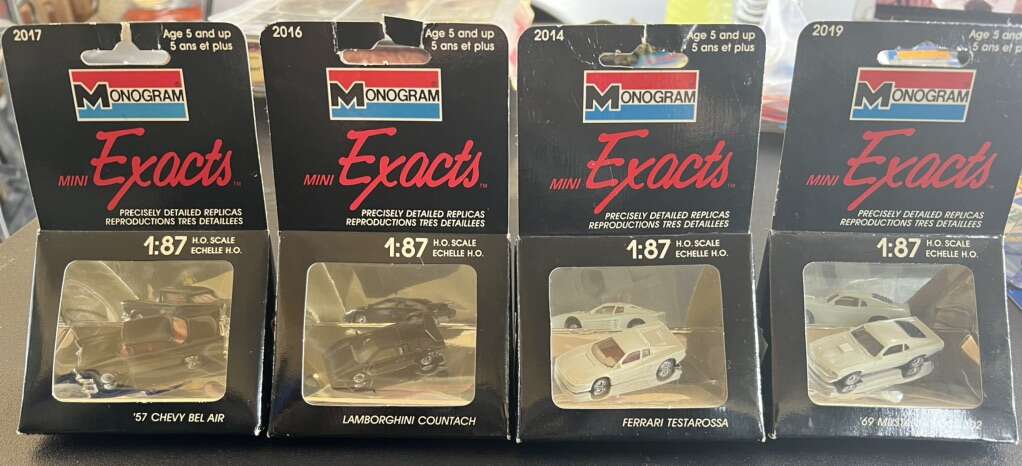 2017
Age 5 and up
5 ans et plus
MONOGRAM
MINI Exacts™
PRECISELY DETAILED REPLICAS
REPRODUCTIONS TRES DETAILLEES
1:87 H.O. SCALE
ECHELLE H.O.
'57 CHEVY BEL AIR
2016
Age 5 and up
5 ans et plus
MONOGRAM
MINI Exacts™
PRECISELY DETAILED REPLICAS
REPRODUCTIONS TRES DETAILLEES
1:87 H.O. SCALE
ECHELLE H.O.
LAMBORGHINI COUNTACH
2014
Age 5 and up
5 ans et plus
MONOGRAM
MINI Exacts™
PRECISELY DETAILED REPLICAS
REPRODUCTIONS TRES DETAILLEES
1:87 H.O. SCALE
ECHELLE H.O.
FERRARI TESTAROSSA
2019
Age 5 and up
5 ans et plus
MONOGRAM
MINI Exacts™
PRECISELY DETAILED REPLICAS
REPRODUCTIONS TRES DETAILLEES
1:87 H.O. SCALE
ECHELLE H.O.
'69